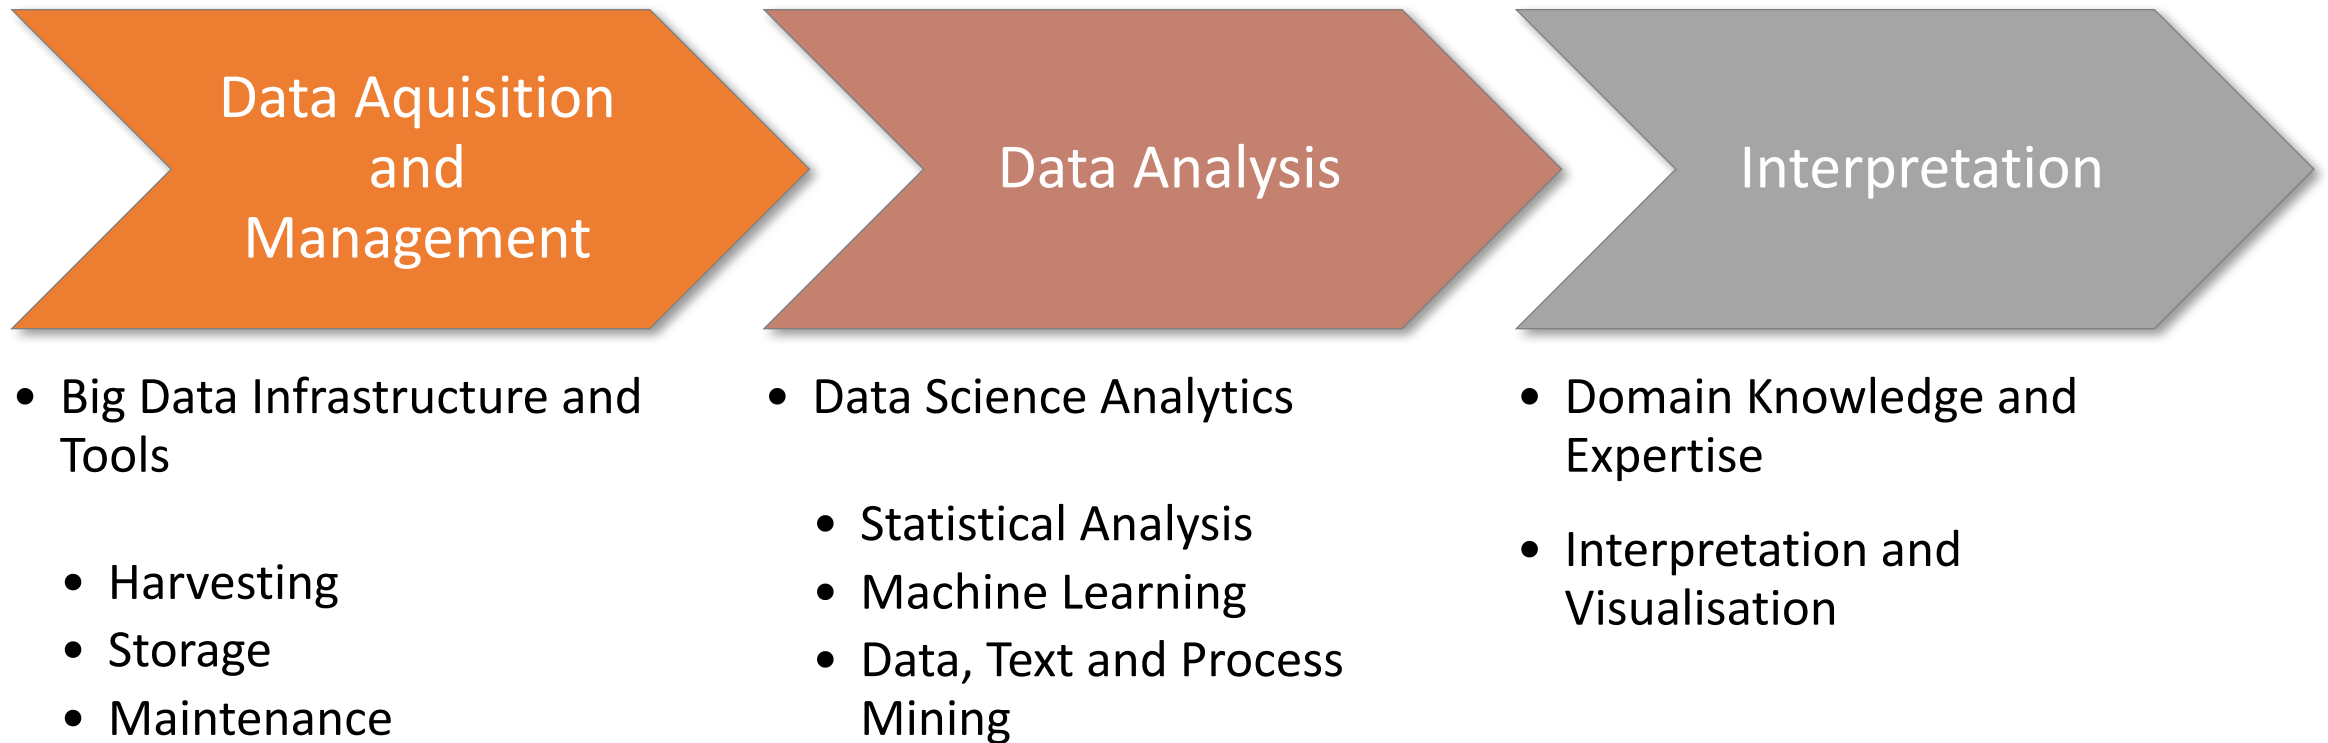 Data Aquisition
and
Management
Data Analysis
Interpretation
• Big Data Infrastructure and
Tools
• Harvesting
• Storage
• Maintenance
• Data Science Analytics
• Statistical Analysis
• Machine Learning
• Data, Text and Process
Mining
• Domain Knowledge and
Expertise
• Interpretation and
Visualisation